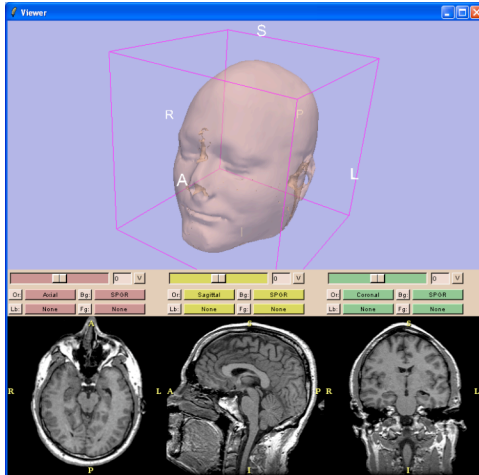 Viewer
S
R
P
A
L
I
0 V 0 V 0 V
Or: Axial Bg: SPGR Or: Sagittal Bg: SPGR Or: Coronal Bg: SPGR
Lb: None Fg: None Lb: None Fg: None Lb: None Fg: None
A S S
R L A P R L
P I I